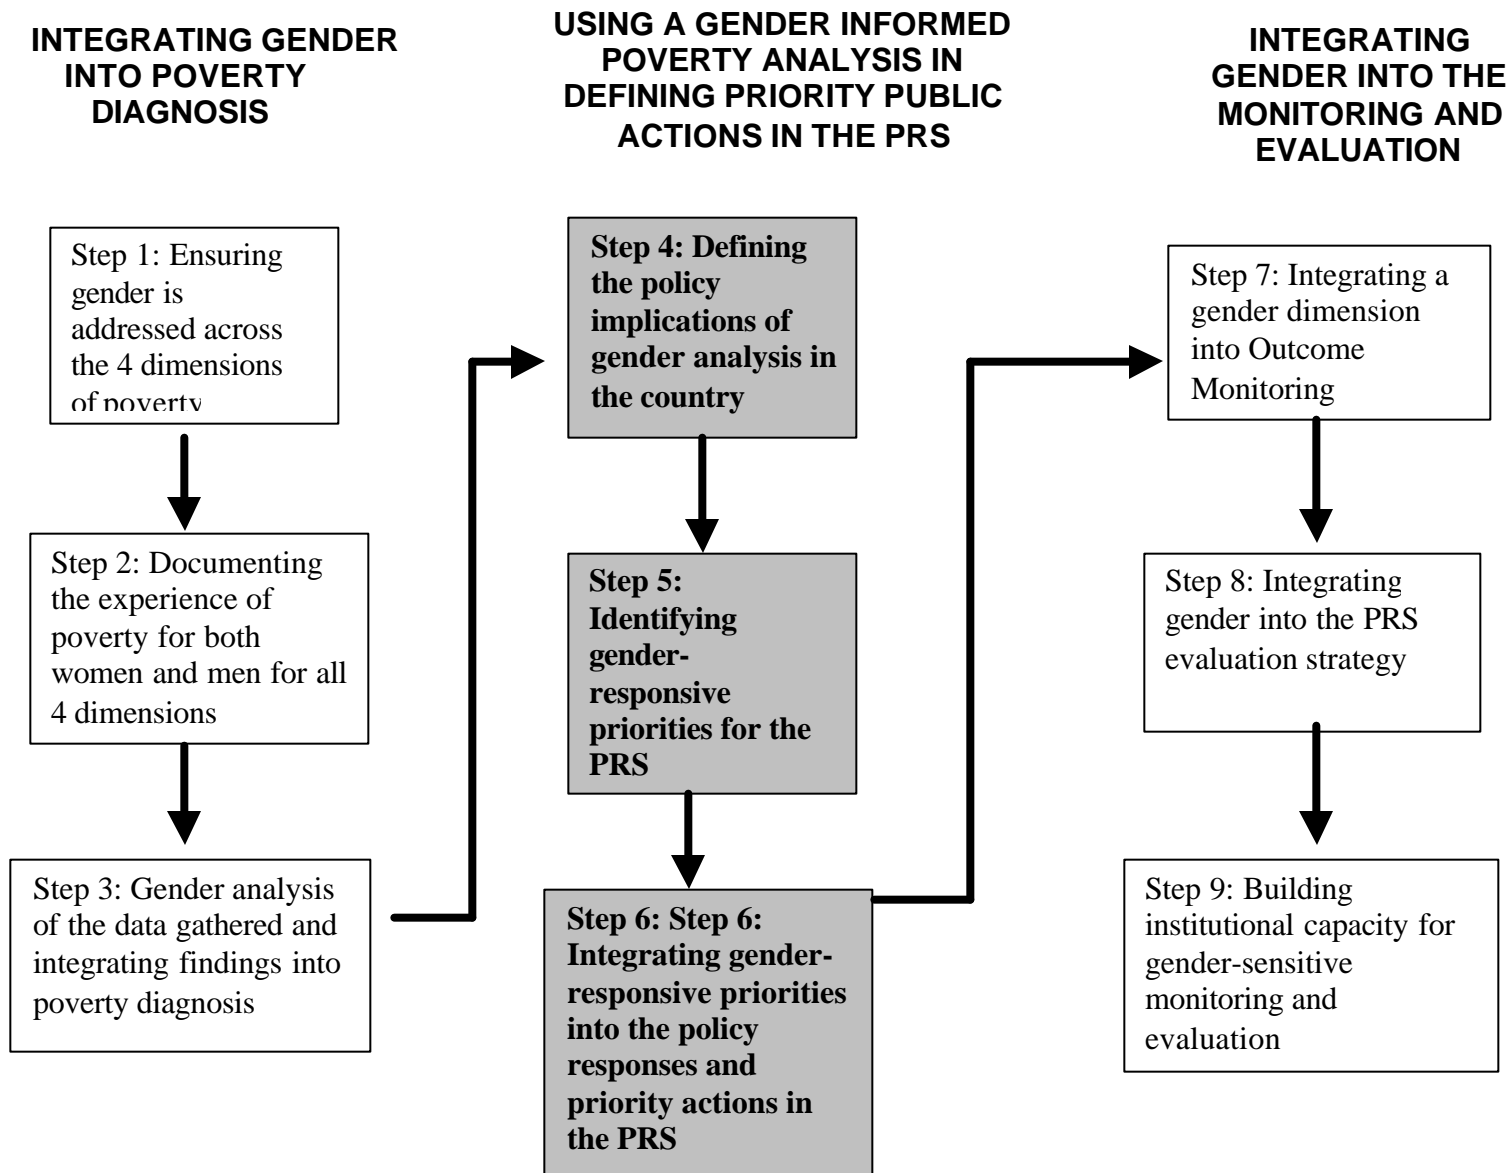 INTEGRATING GENDER
INTO POVERTY
DIAGNOSIS
USING A GENDER INFORMED
POVERTY ANALYSIS IN
DEFINING PRIORITY PUBLIC
ACTIONS IN THE PRS
INTEGRATING
GENDER INTO THE
MONITORING AND
EVALUATION
Step 1: Ensuring
gender is
addressed across
the 4 dimensions
of poverty
Step 2: Documenting
the experience of
poverty for both
women and men for all
4 dimensions
Step 3: Gender analysis
of the data gathered and
integrating findings into
poverty diagnosis
Step 4: Defining
the policy
implications of
gender analysis in
the country
Step 5:
Identifying
gender-
responsive
priorities for the
PRS
Step 6: Step 6:
Integrating gender-
responsive priorities
into the policy
responses and
priority actions in
the PRS
Step 7: Integrating a
gender dimension
into Outcome
Monitoring
Step 8: Integrating
gender into the PRS
evaluation strategy
Step 9: Building
institutional capacity for
gender-sensitive
monitoring and
evaluation